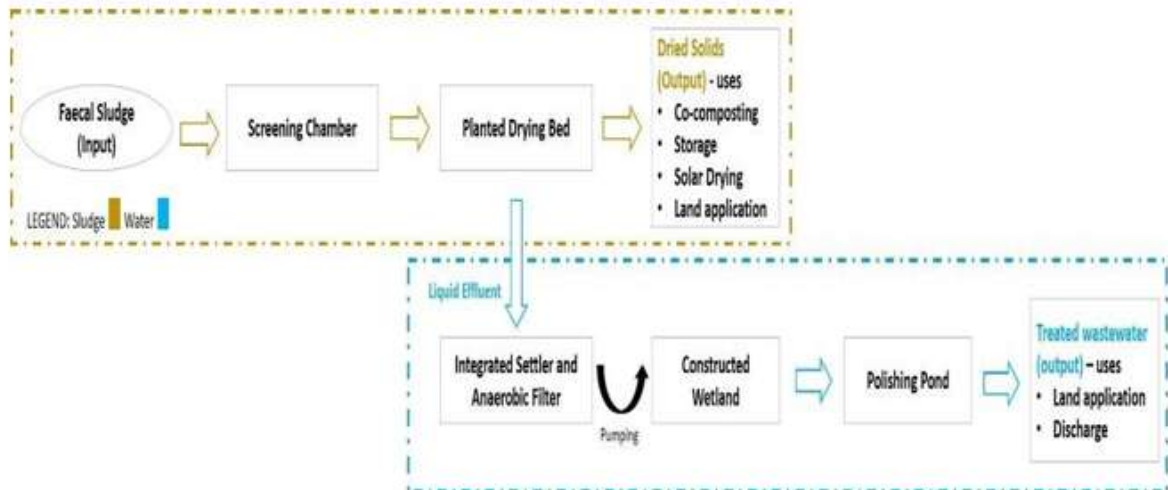 Faecal Sludge
(Input)
Screening Chamber
Planted Drying Bed
Dried Solids
(Output) - uses
• Co-composting
• Storage
• Solar Drying
• Land application
LEGEND: Sludge Water
Liquid Effluent
Integrated Settler and
Anaerobic Filter
Pumping
Constructed
Wetland
Polishing Pond
Treated wastewater
(output) – uses
• Land application
• Discharge